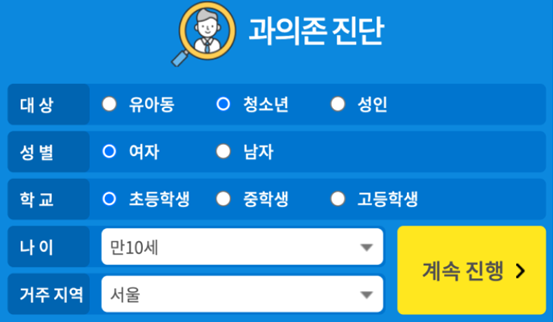 과의존 진단
대 상 유아동 청소년 성인
성 별 여자 남자
학 교 초등학생 중학생 고등학생
나 이 만10세
계속 진행
거주 지역 서울